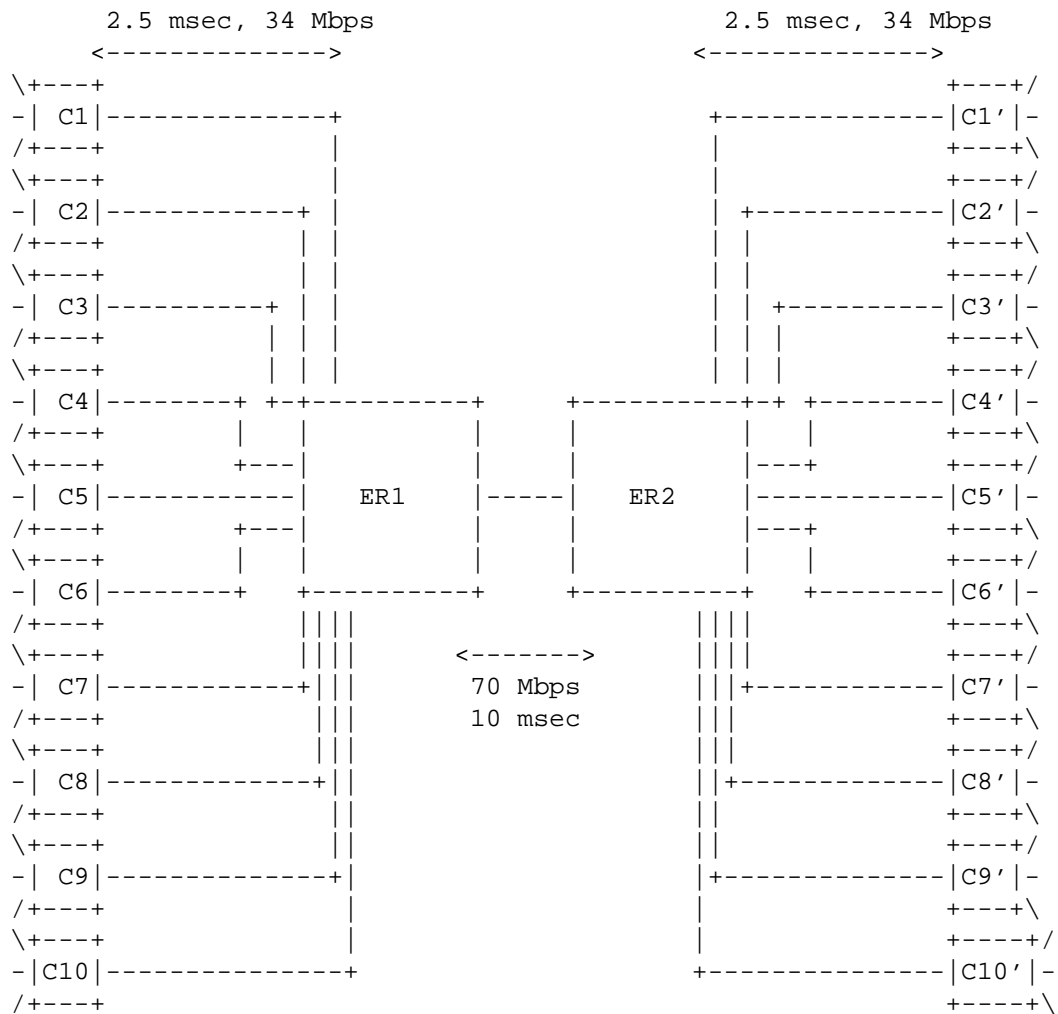 2.5 msec, 34 Mbps 2.5 msec, 34 Mbps
C1 C1’
C2 C2’
C3 C3’
C4 C4’
C5 ER1 ER2 C5’
C6 C6’
C7 70 Mbps C7’
10 msec
C8 C8’
C9 C9’
C10 C10’